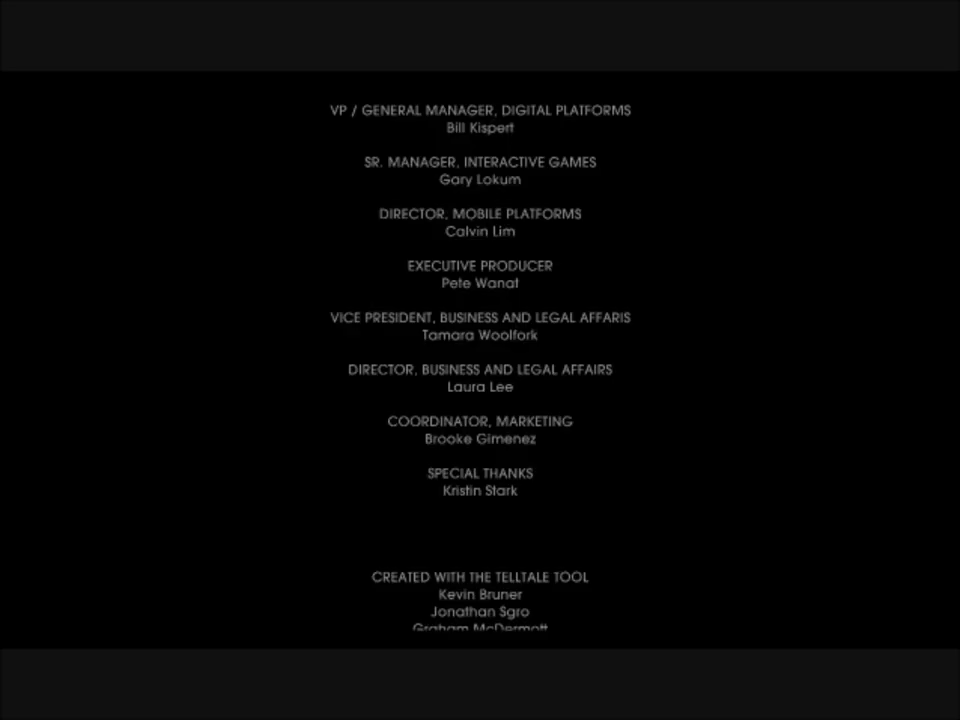 VP / GENERAL MANAGER, DIGITAL PLATFORMS
Bill Kispert
SR. MANAGER, INTERACTIVE GAMES
Gary Lokum
DIRECTOR, MOBILE PLATFORMS
Calvin Lim
EXECUTIVE PRODUCER
Pete Wanat
VICE PRESIDENT, BUSINESS AND LEGAL AFFARIS
Tamara Woolfork
DIRECTOR, BUSINESS AND LEGAL AFFAIRS
Laura Lee
COORDINATOR, MARKETING
Brooke Gimenez
SPECIAL THANKS
Kristin Stark
CREATED WITH THE TELLTALE TOOL
Kevin Bruner
Jonathan Sgro
Graham McDermott